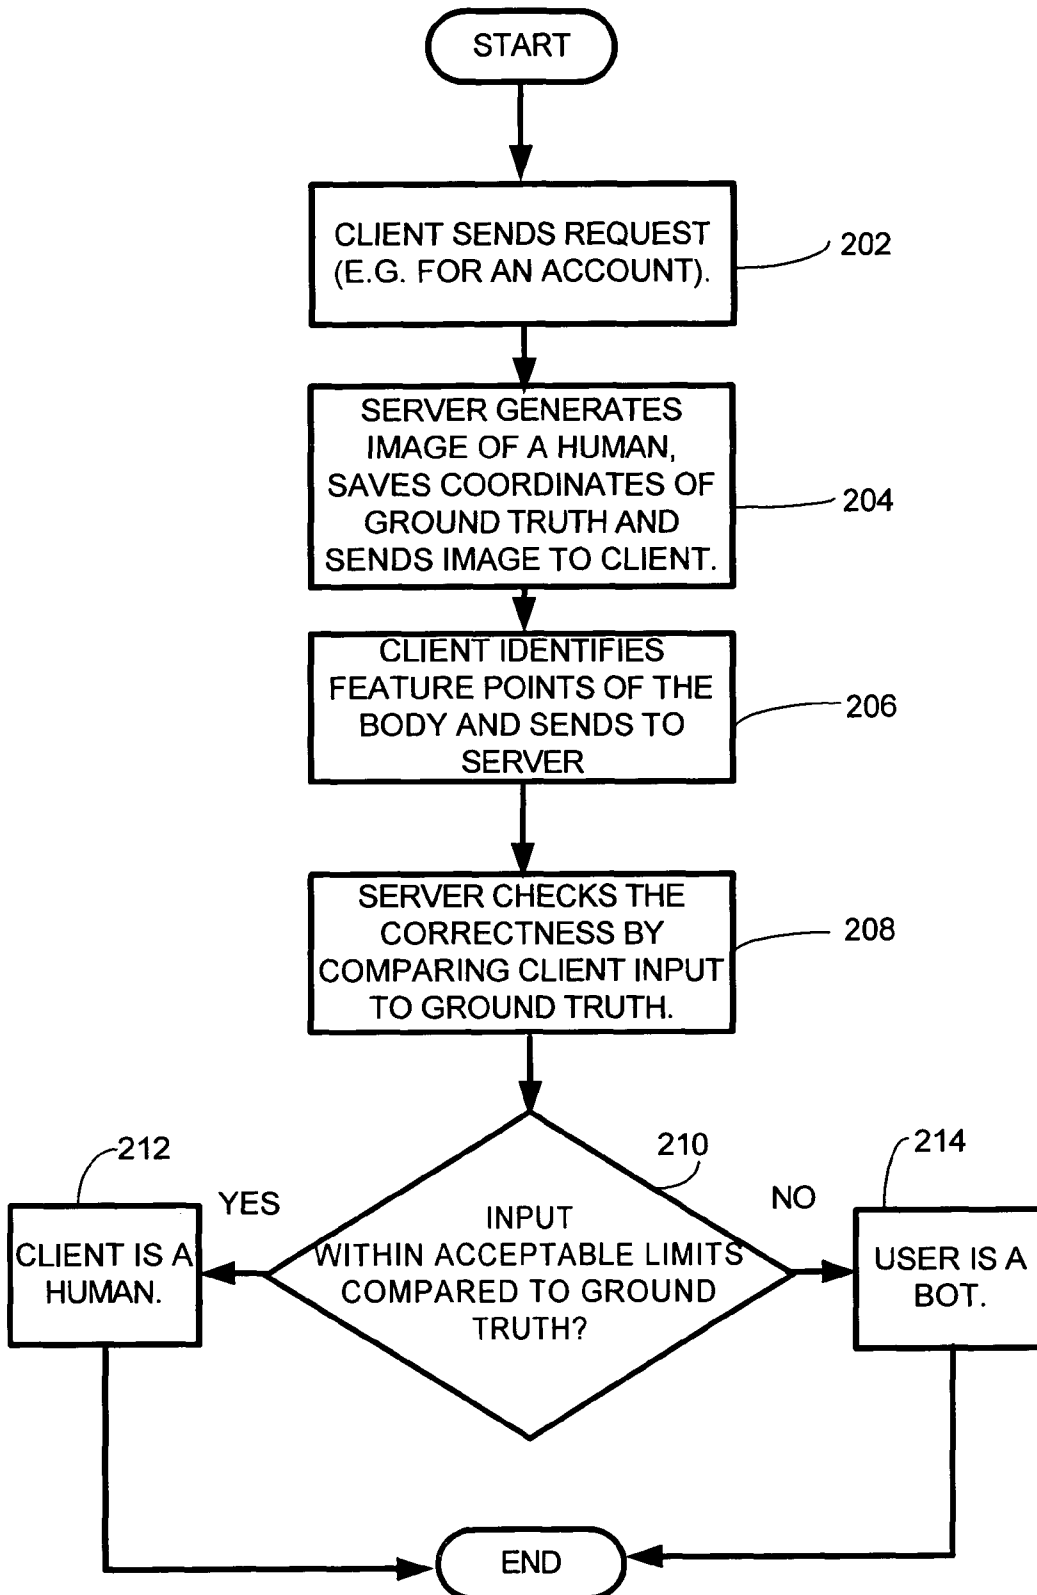 START
CLIENT SENDS REQUEST
(E.G. FOR AN ACCOUNT).
202
SERVER GENERATES
IMAGE OF A HUMAN,
SAVES COORDINATES OF
GROUND TRUTH AND
SENDS IMAGE TO CLIENT.
204
CLIENT IDENTIFIES
FEATURE POINTS OF THE
BODY AND SENDS TO
SERVER
206
SERVER CHECKS THE
CORRECTNESS BY
COMPARING CLIENT INPUT
TO GROUND TRUTH.
208
212
YES
CLIENT IS A
HUMAN.
210
INPUT
WITHIN ACCEPTABLE LIMITS
COMPARED TO GROUND
TRUTH?
NO
214
USER IS A
BOT.
END